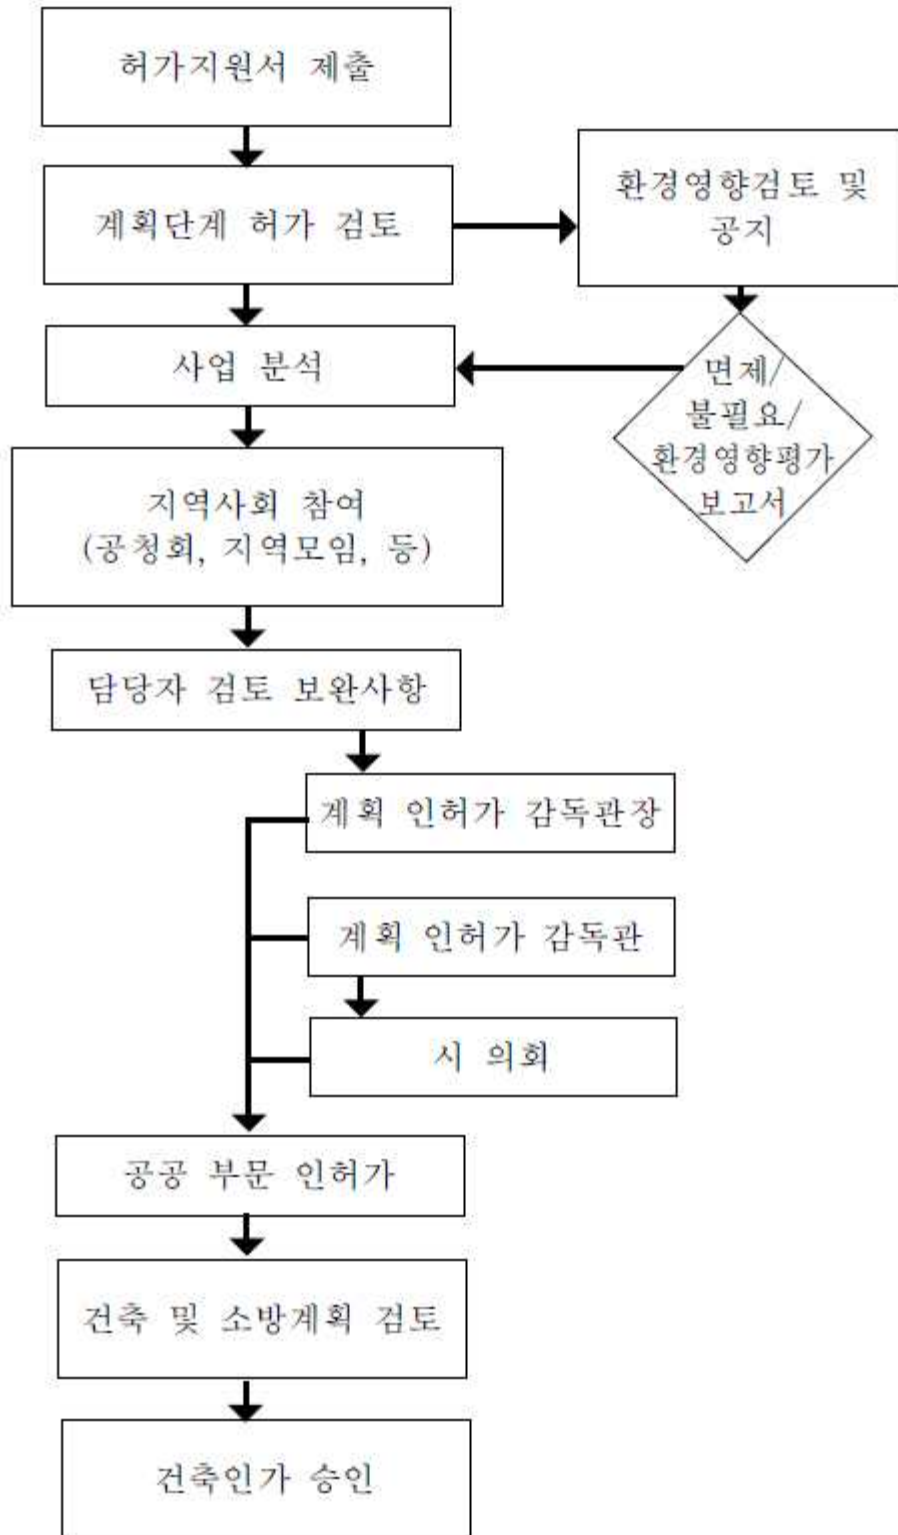 허가지원서 제출
계획단계 허가 검토
환경영향검토 및
공지
사업 분석
면제/
불필요/
환경영향평가
보고서
지역사회 참여
(공청회, 지역모임, 등)
담당자 검토 보완사항
계획 인허가 감독관장
계획 인허가 감독관
시 의회
공공 부문 인허가
건축 및 소방계획 검토
건축인가 승인